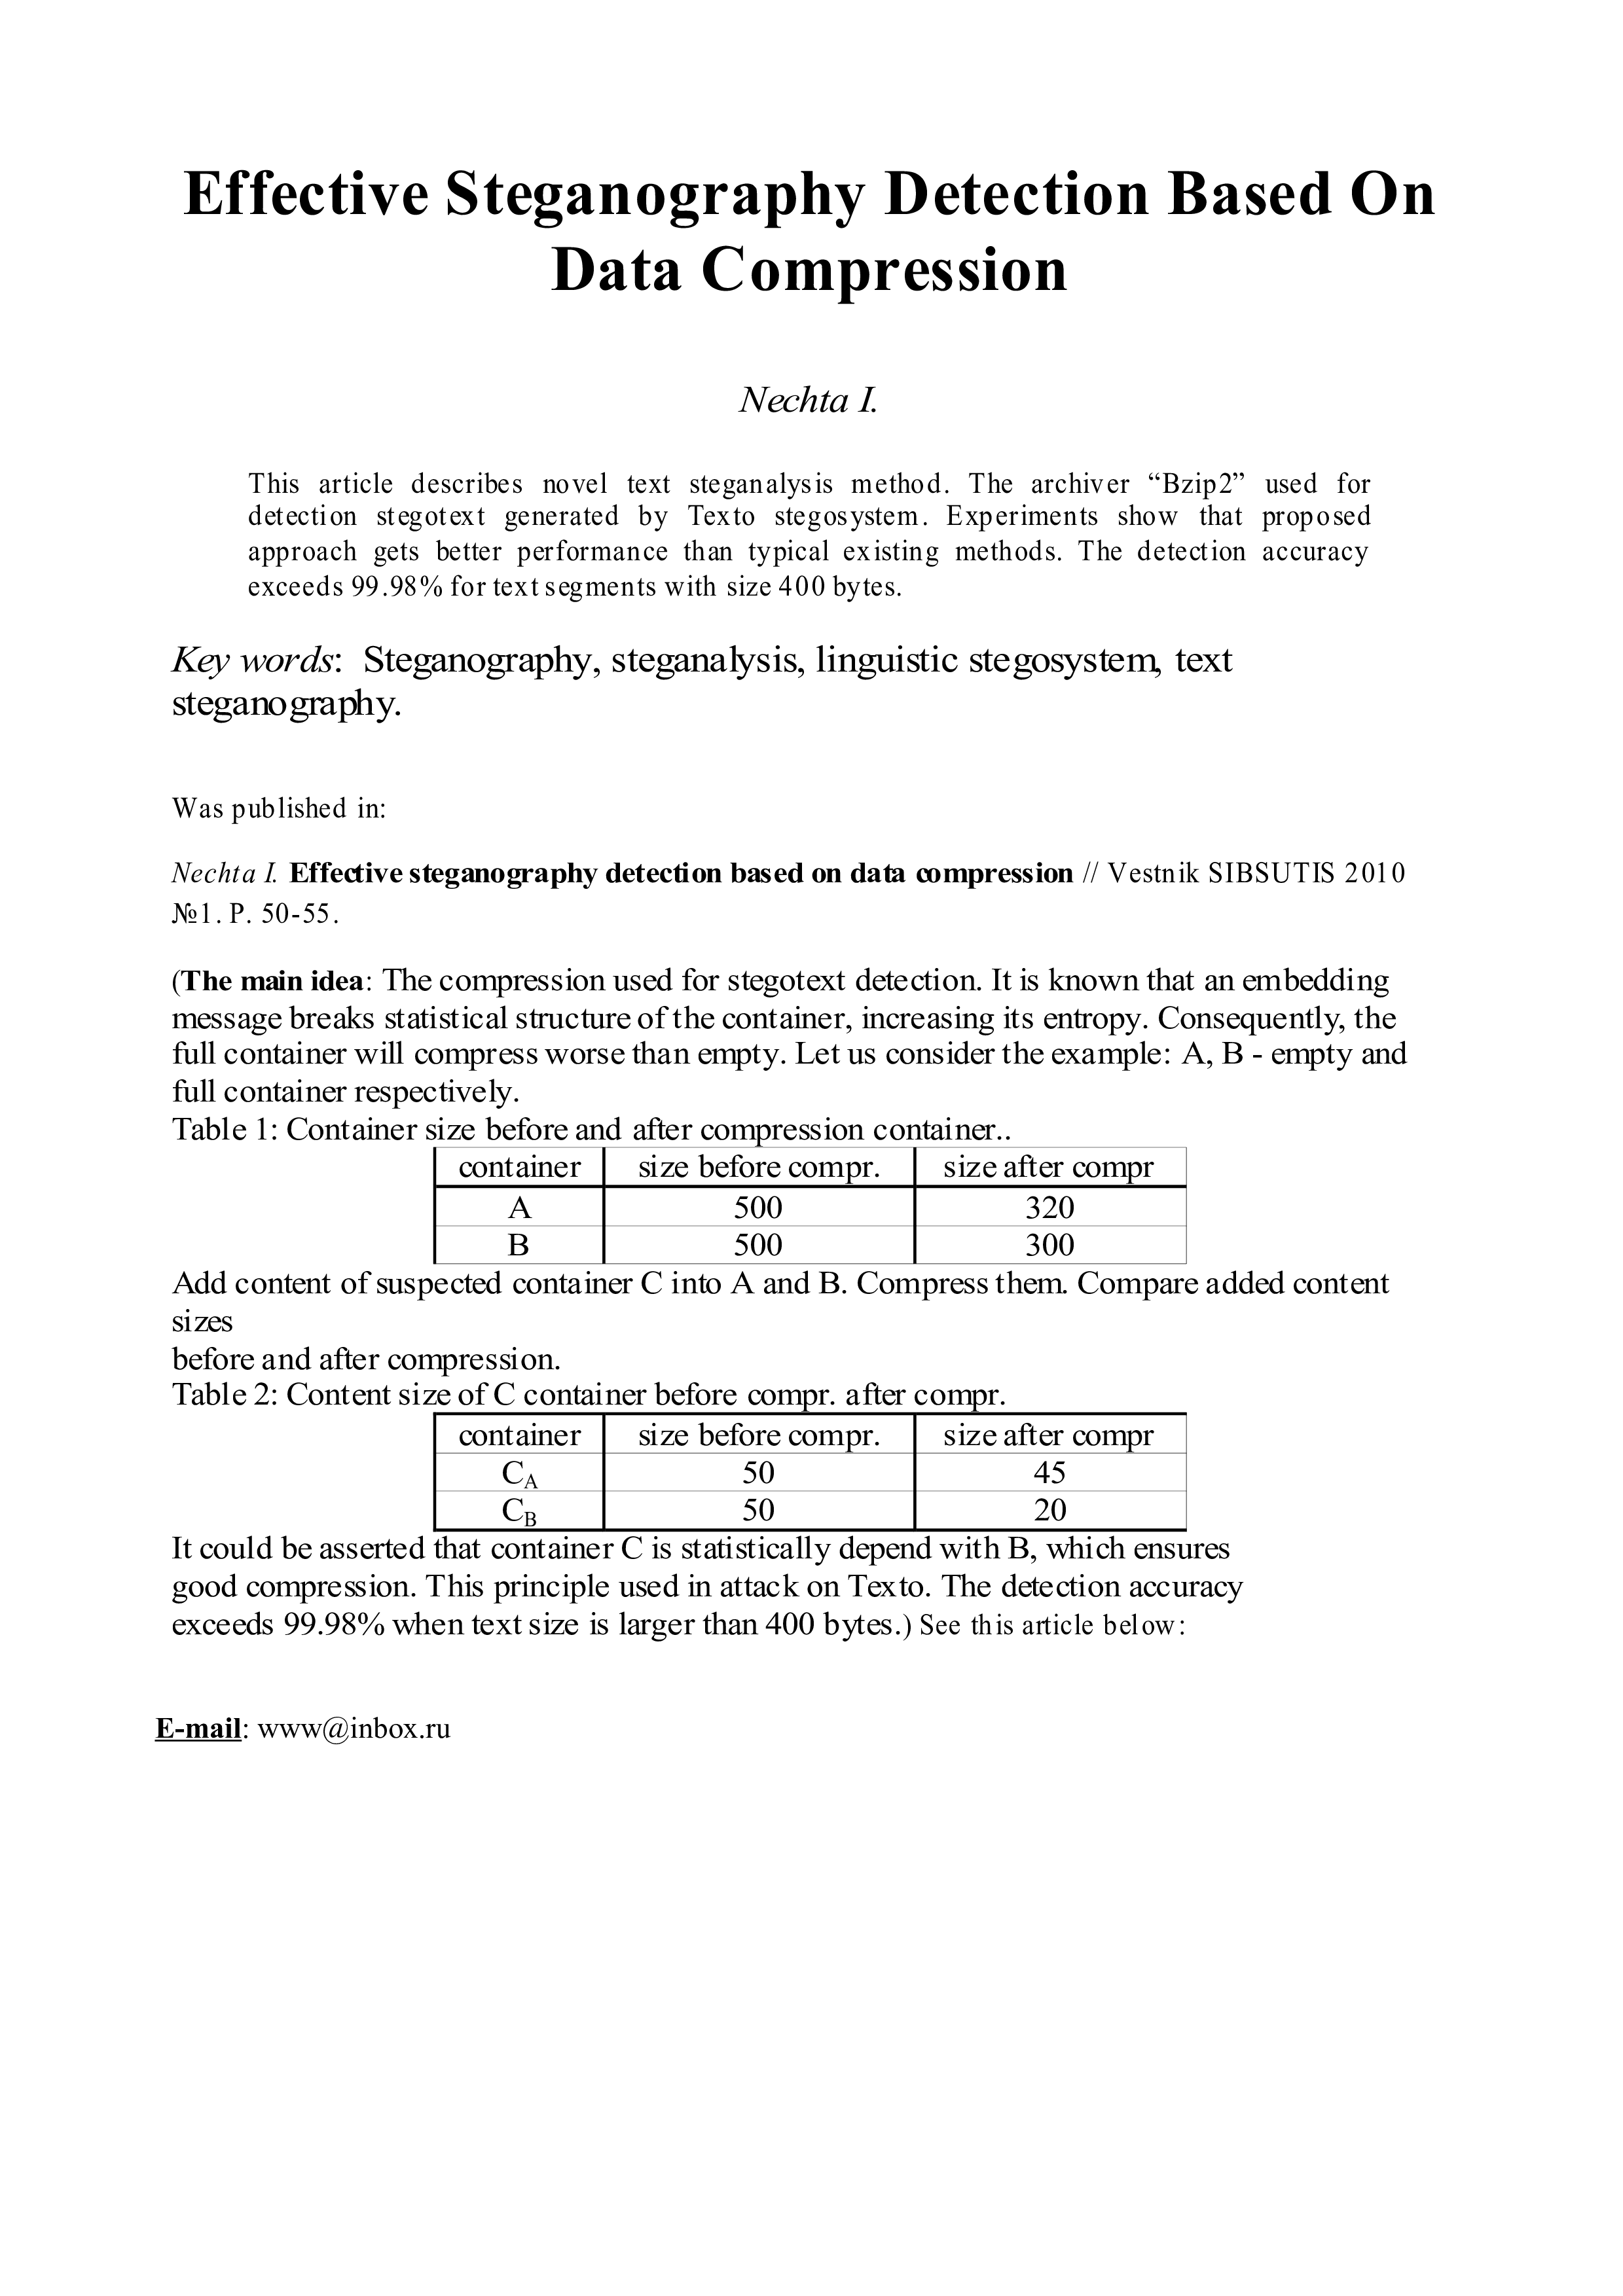 Effective Steganography Detection Based On
Data Compression
Nechta I.
This article describes novel text steganalysis method. The archiver “Bzip2” used for
detection stegotext generated by Texto stegosystem. Experiments show that proposed
approach gets better performance than typical existing methods. The detection accuracy
exceeds 99.98% for text segments with size 400 bytes.
Key words: Steganography, steganalysis, linguistic stegosystem, text
steganography.
Was published in:
Nechta I. Effective steganography detection based on data compression // Vestnik SIBSUTIS 2010
№1. P. 50-55.
(The main idea: The compression used for stegotext detection. It is known that an embedding
message breaks statistical structure of the container, increasing its entropy. Consequently, the
full container will compress worse than empty. Let us consider the example: A, B - empty and
full container respectively.
Table 1: Container size before and after compression container..
container size before compr. size after compr
A 500 320
B 500 300
Add content of suspected container C into A and B. Compress them. Compare added content
sizes
before and after compression.
Table 2: Content size of C container before compr. after compr.
container size before compr. size after compr
CA 50 45
CB 50 20
It could be asserted that container C is statistically depend with B, which ensures
good compression. This principle used in attack on Texto. The detection accuracy
exceeds 99.98% when text size is larger than 400 bytes.) See this article below:
E-mail: www@inbox.ru